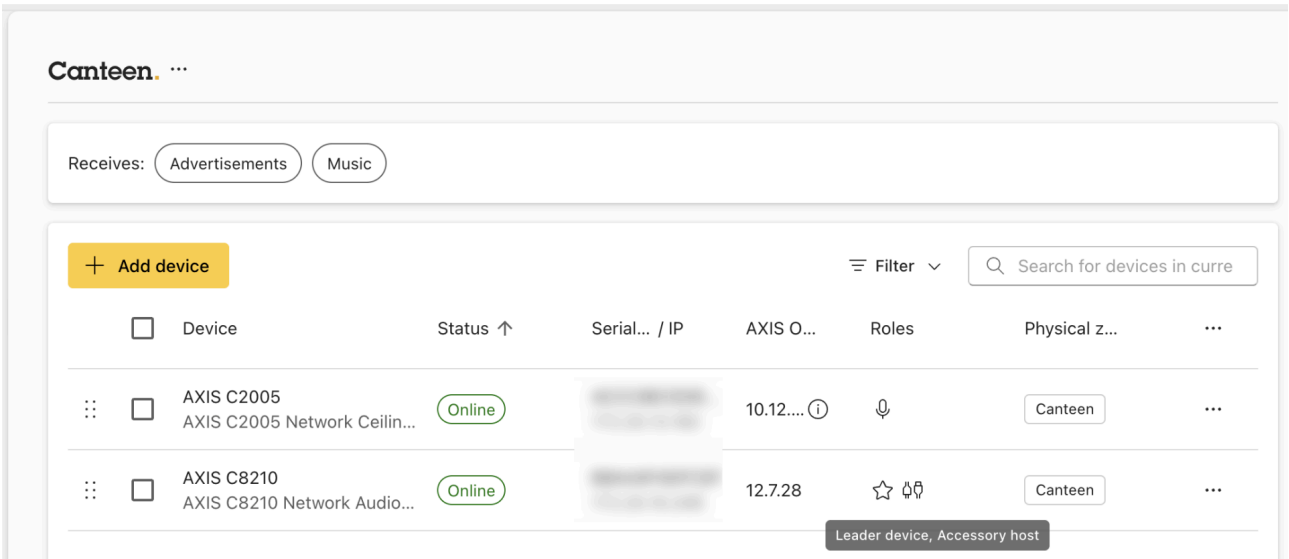 Canteen. ...
Receives: Advertisements Music
+ Add device Filter Search for devices in curre
Device Status ↑ Serial... / IP AXIS O... Roles Physical z... ...
AXIS C2005
AXIS C2005 Network Ceilin... Online 10.12.... Canteen ...
AXIS C8210
AXIS C8210 Network Audio... Online 12.7.28 Canteen ...
Leader device, Accessory host